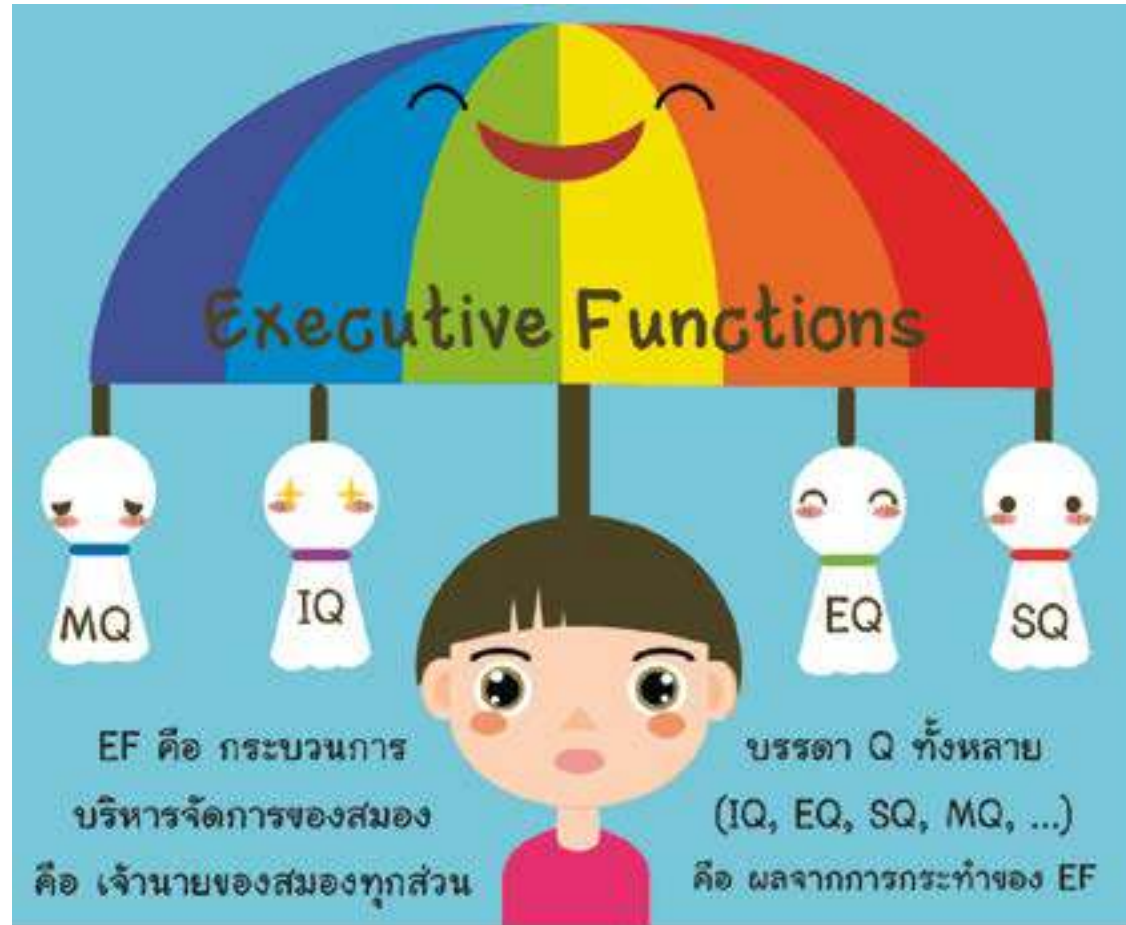 Executive Functions
MQ
IQ
EQ
SQ
EF คือ กระบวนการ
บริหารจัดการของสมอง
คือ เจ้านายของสมองทุกส่วน
บรรดา Q ทั้งหลาย
(IQ, EQ, SQ, MQ, ...)
คือ ผลจากการกระทำของ EF